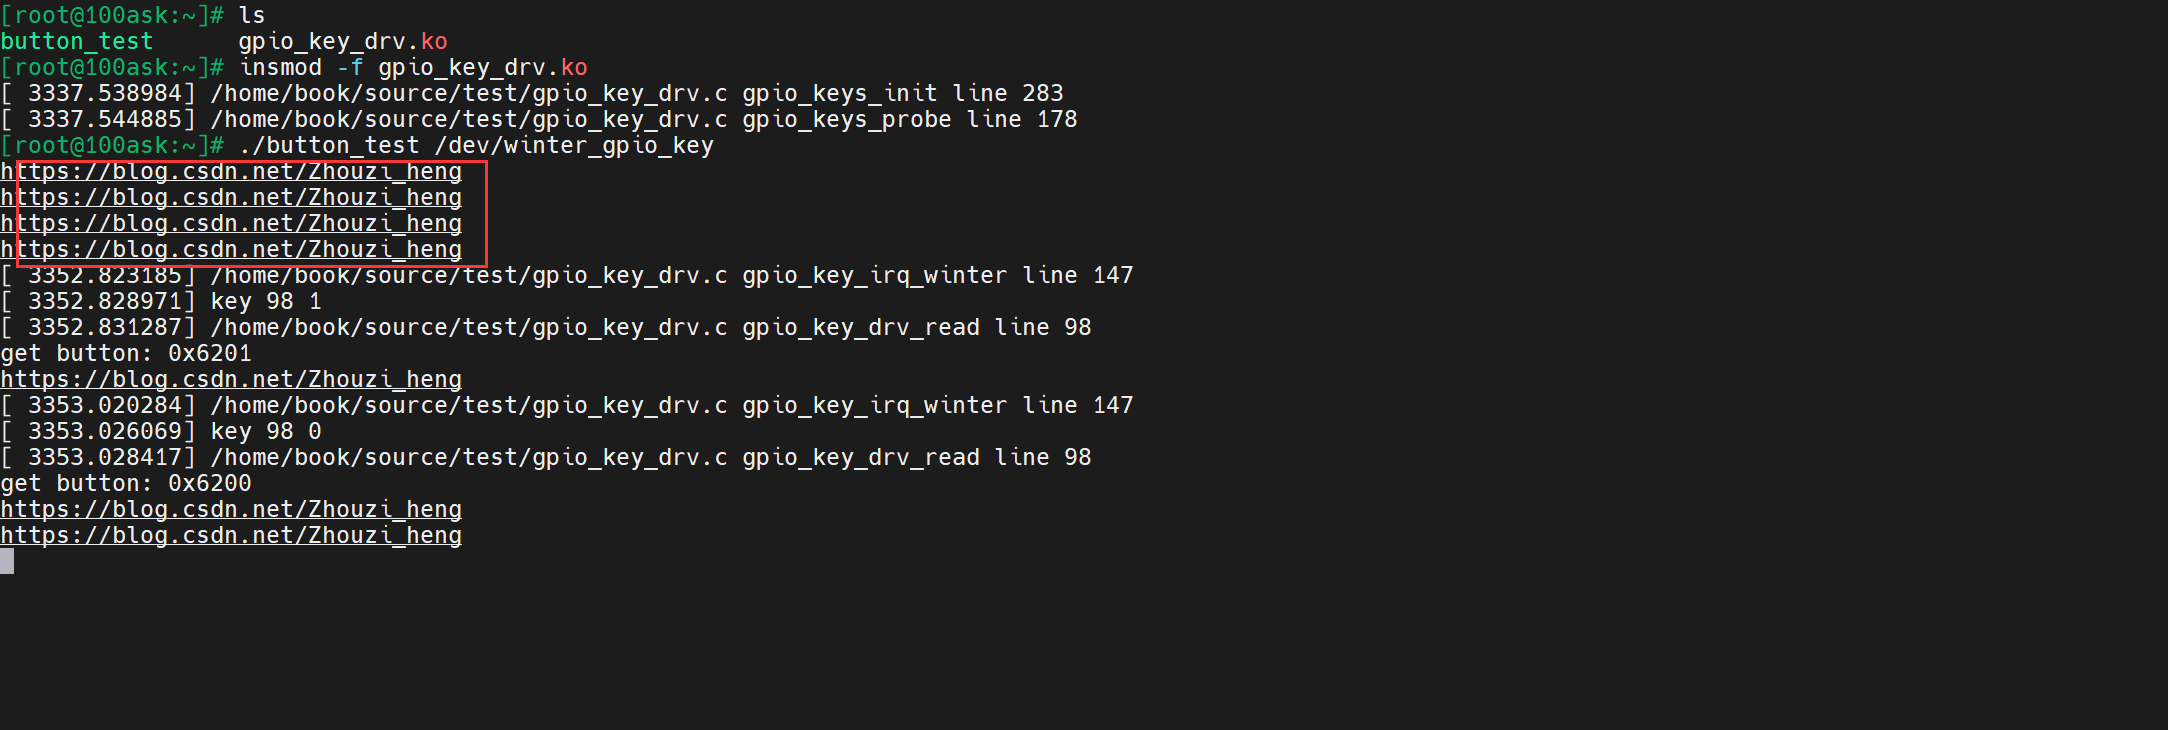 [root@100ask:~]# ls
button_test      gpio_key_drv.ko
[root@100ask:~]# insmod -f gpio_key_drv.ko
[ 3337.538984] /home/book/source/test/gpio_key_drv.c gpio_keys_init line 283
[ 3337.544885] /home/book/source/test/gpio_key_drv.c gpio_keys_probe line 178
[root@100ask:~]# ./button_test /dev/winter_gpio_key
https://blog.csdn.net/Zhouzi_heng
https://blog.csdn.net/Zhouzi_heng
https://blog.csdn.net/Zhouzi_heng
https://blog.csdn.net/Zhouzi_heng
[ 3352.823185] /home/book/source/test/gpio_key_drv.c gpio_key_irq_winter line 147
[ 3352.828971] key 98 1
[ 3352.831287] /home/book/source/test/gpio_key_drv.c gpio_key_drv_read line 98
get button: 0x6201
https://blog.csdn.net/Zhouzi_heng
[ 3353.020284] /home/book/source/test/gpio_key_drv.c gpio_key_irq_winter line 147
[ 3353.026069] key 98 0
[ 3353.028417] /home/book/source/test/gpio_key_drv.c gpio_key_drv_read line 98
get button: 0x6200
https://blog.csdn.net/Zhouzi_heng
https://blog.csdn.net/Zhouzi_heng